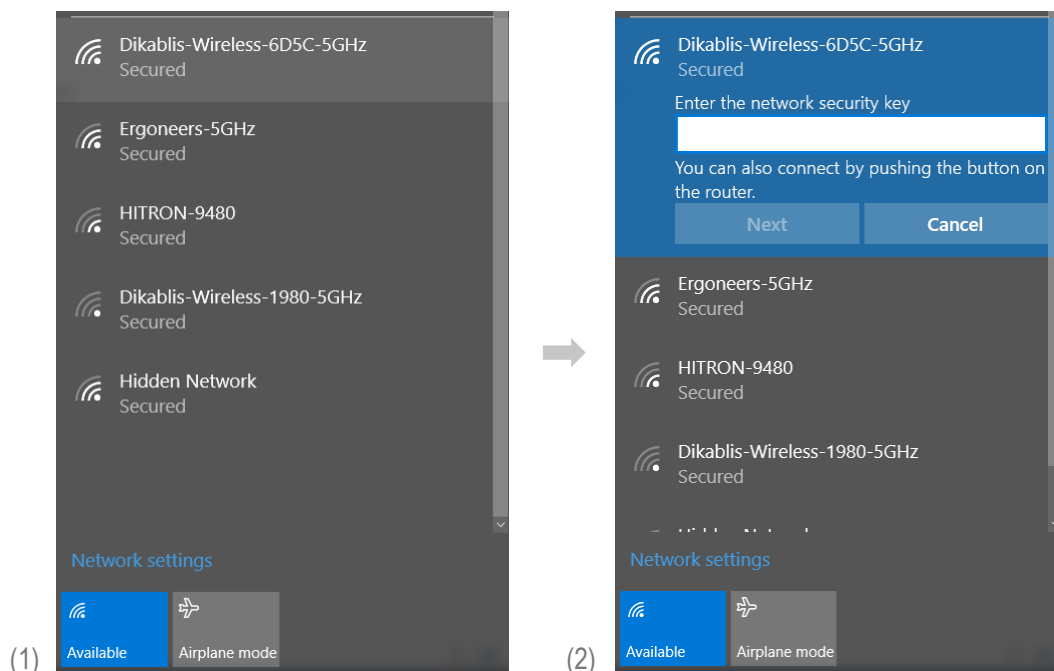 Dikablis-Wireless-6D5C-5GHz
Secured
Ergoneers-5GHz
Secured
HITRON-9480
Secured
Dikablis-Wireless-1980-5GHz
Secured
Hidden Network
Secured
Network settings
Available
Airplane mode
(1)
Dikablis-Wireless-6D5C-5GHz
Secured
Enter the network security key
You can also connect by pushing the button on
the router.
Next
Cancel
Ergoneers-5GHz
Secured
HITRON-9480
Secured
Dikablis-Wireless-1980-5GHz
Secured
Network settings
Available
Airplane mode
(2)